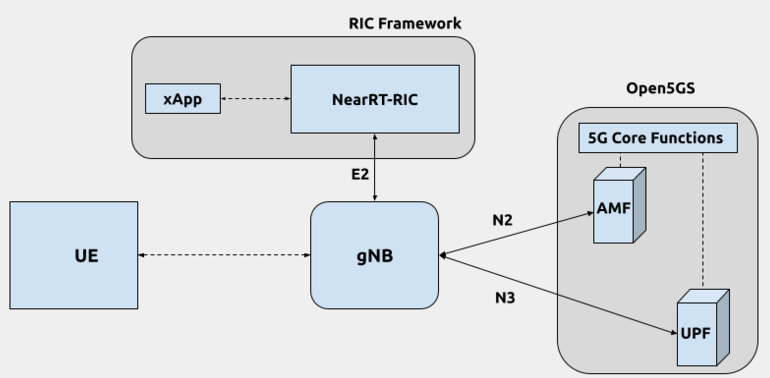 RIC Framework
xApp
NearRT-RIC
Open5GS
5G Core Functions
E2
AMF
N2
UE
gNB
N3
UPF